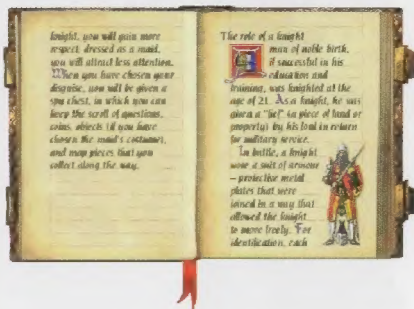 knight, you will gain more
respect; dressed as a maid,
you will attract less attention.
When you have chosen your
disguise, you will be given a
spy chest, in which you can
keep the scroll of questions,
coins, objects (if you have
chosen the maid's costume),
and map pieces that you
collect along the way.
The role of a knight
A man of noble birth,
if successful in his
education and
training, was knighted at the
age of 21. As a knight, he was
given a "fief" (a piece of land or
property) by his lord in return
for military service.
In battle, a knight
wore a suit of armour
– protective metal
plates that were
joined in a way that
allowed the knight
to move freely. For
identification, each